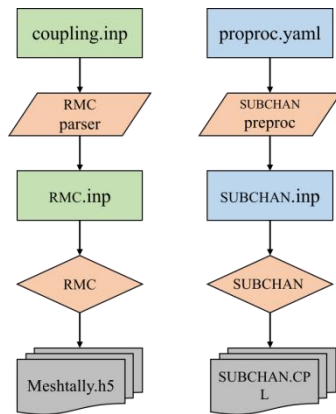 coupling.inp
RMC
parser
RMC.inp
RMC
Meshtally.h5
proproc.yaml
SUBCHAN
preproc
SUBCHAN.inp
SUBCHAN
SUBCHAN.CP
L